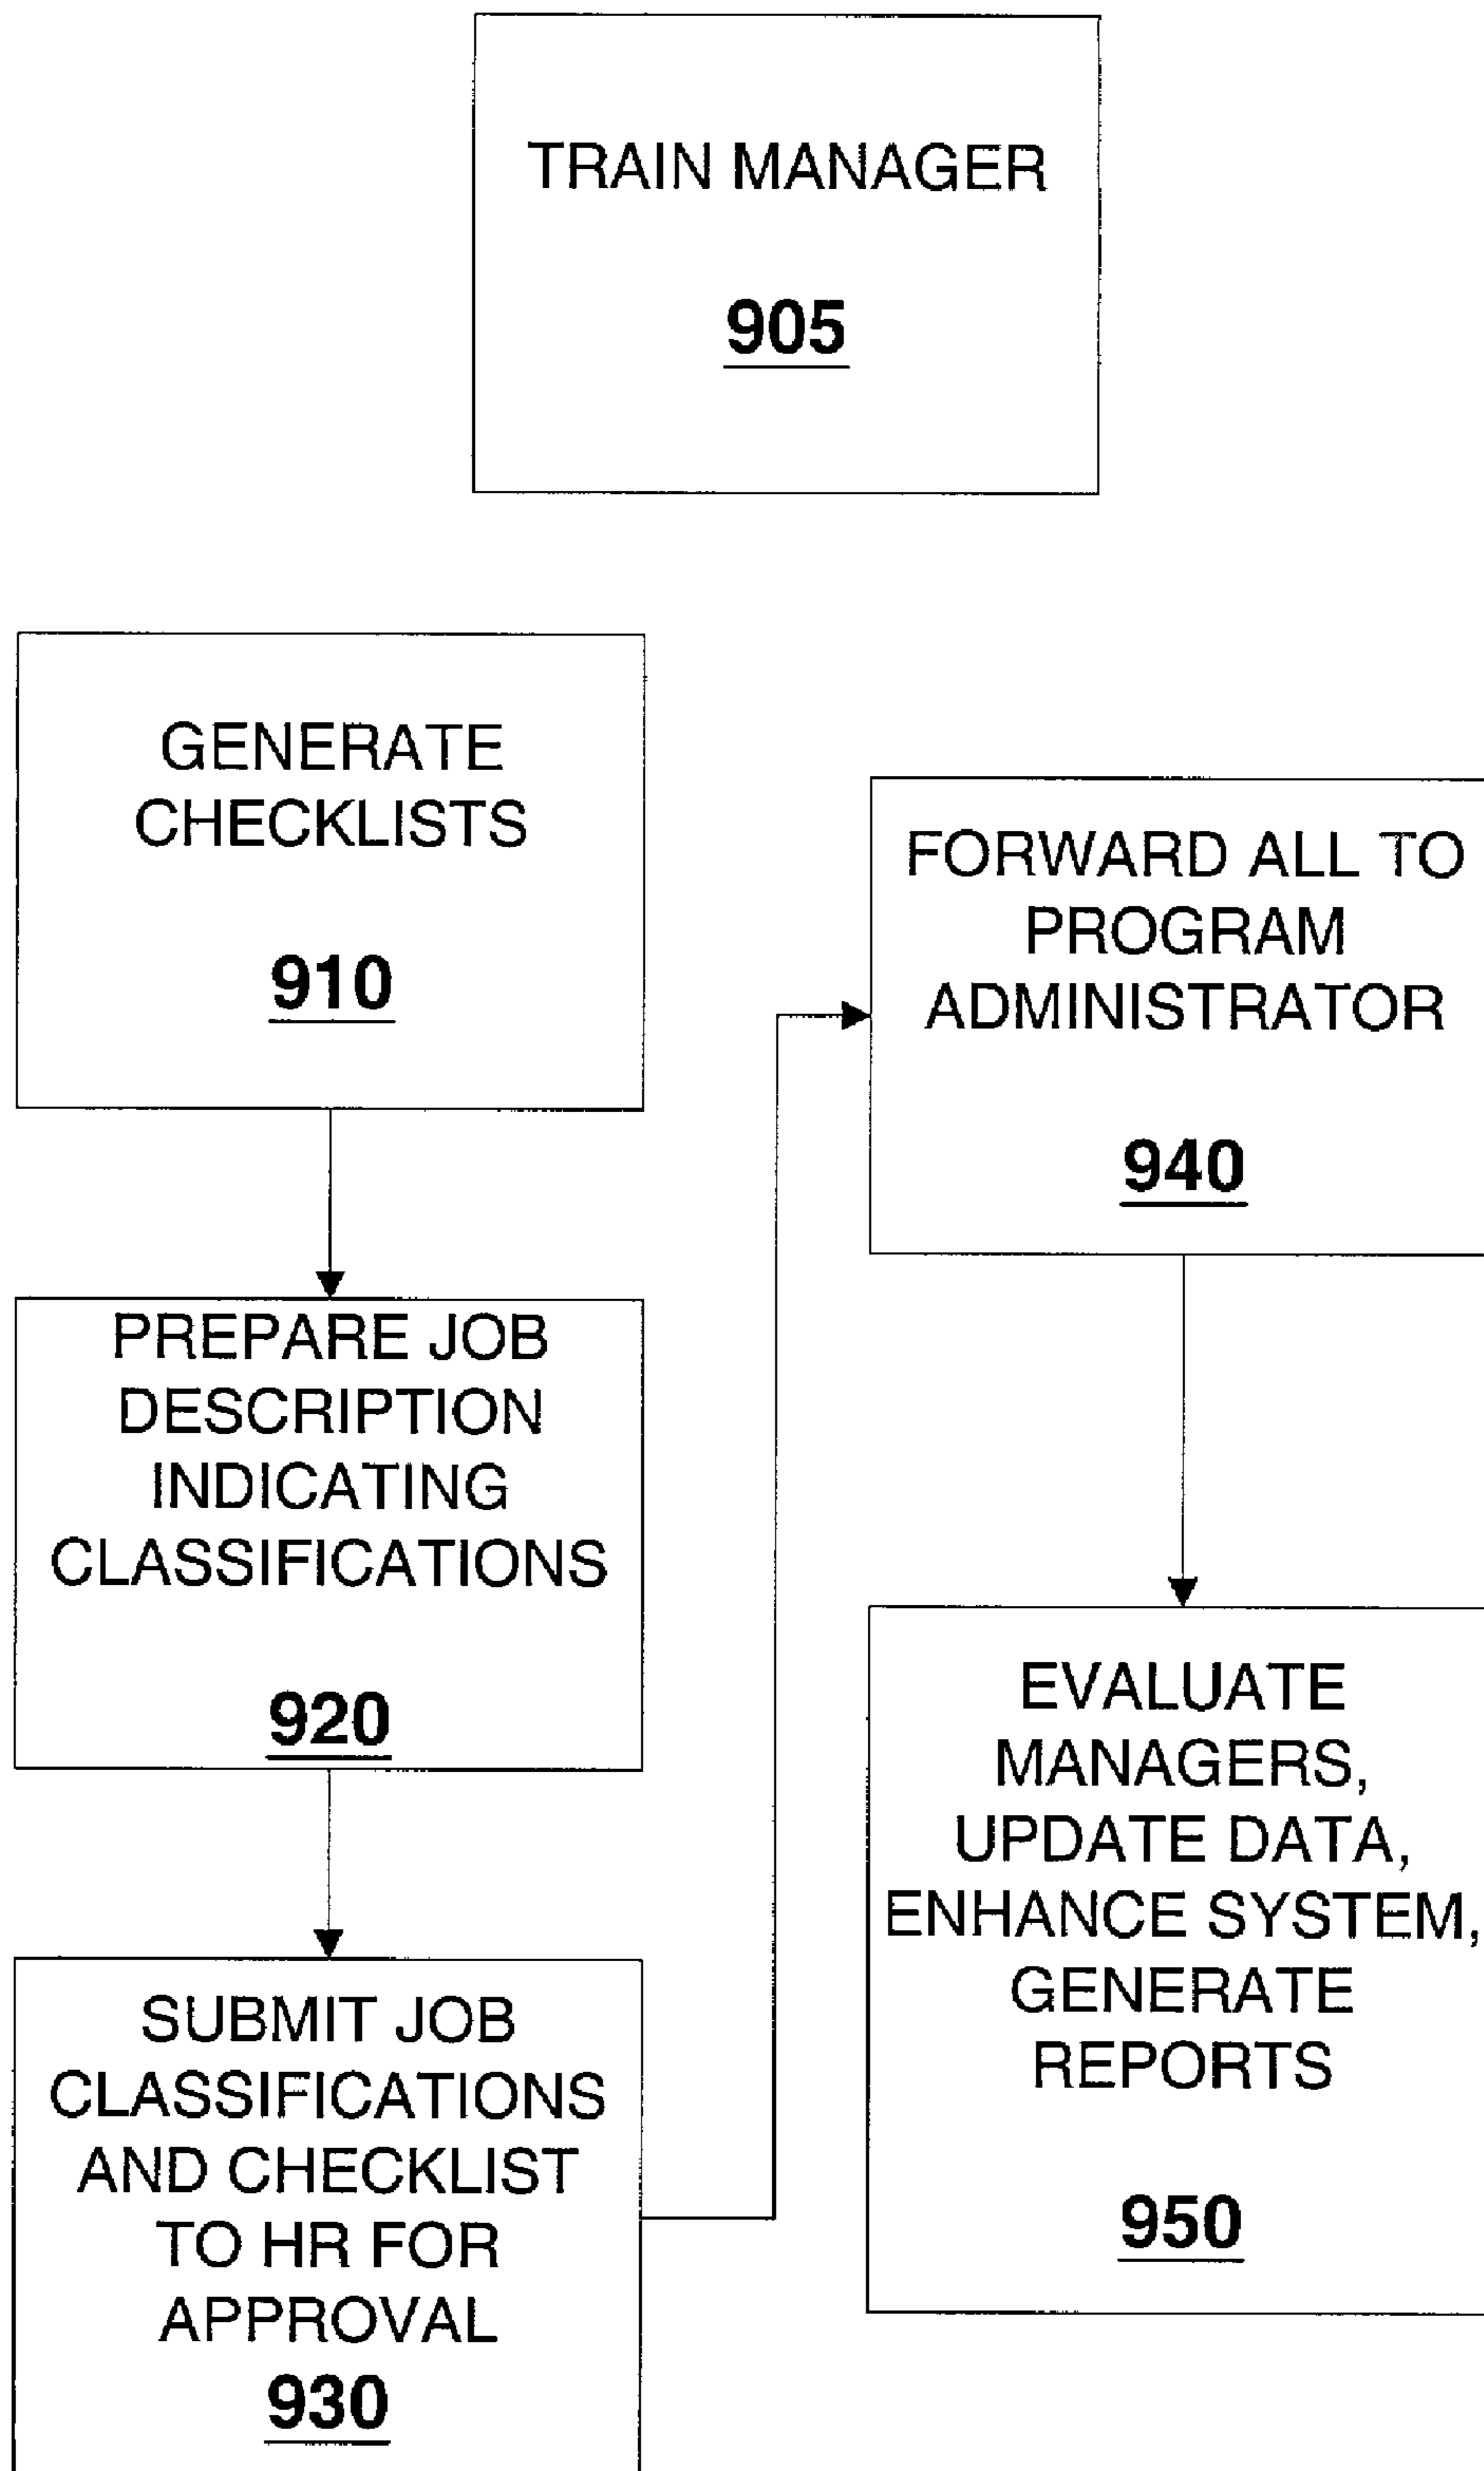 TRAIN MANAGER
905
GENERATE
CHECKLISTS
910
PREPARE JOB
DESCRIPTION
INDICATING
CLASSIFICATIONS
920
SUBMIT JOB
CLASSIFICATIONS
AND CHECKLIST
TO HR FOR
APPROVAL
930
FORWARD ALL TO
PROGRAM
ADMINISTRATOR
940
EVALUATE
MANAGERS,
UPDATE DATA,
ENHANCE SYSTEM,
GENERATE
REPORTS
950